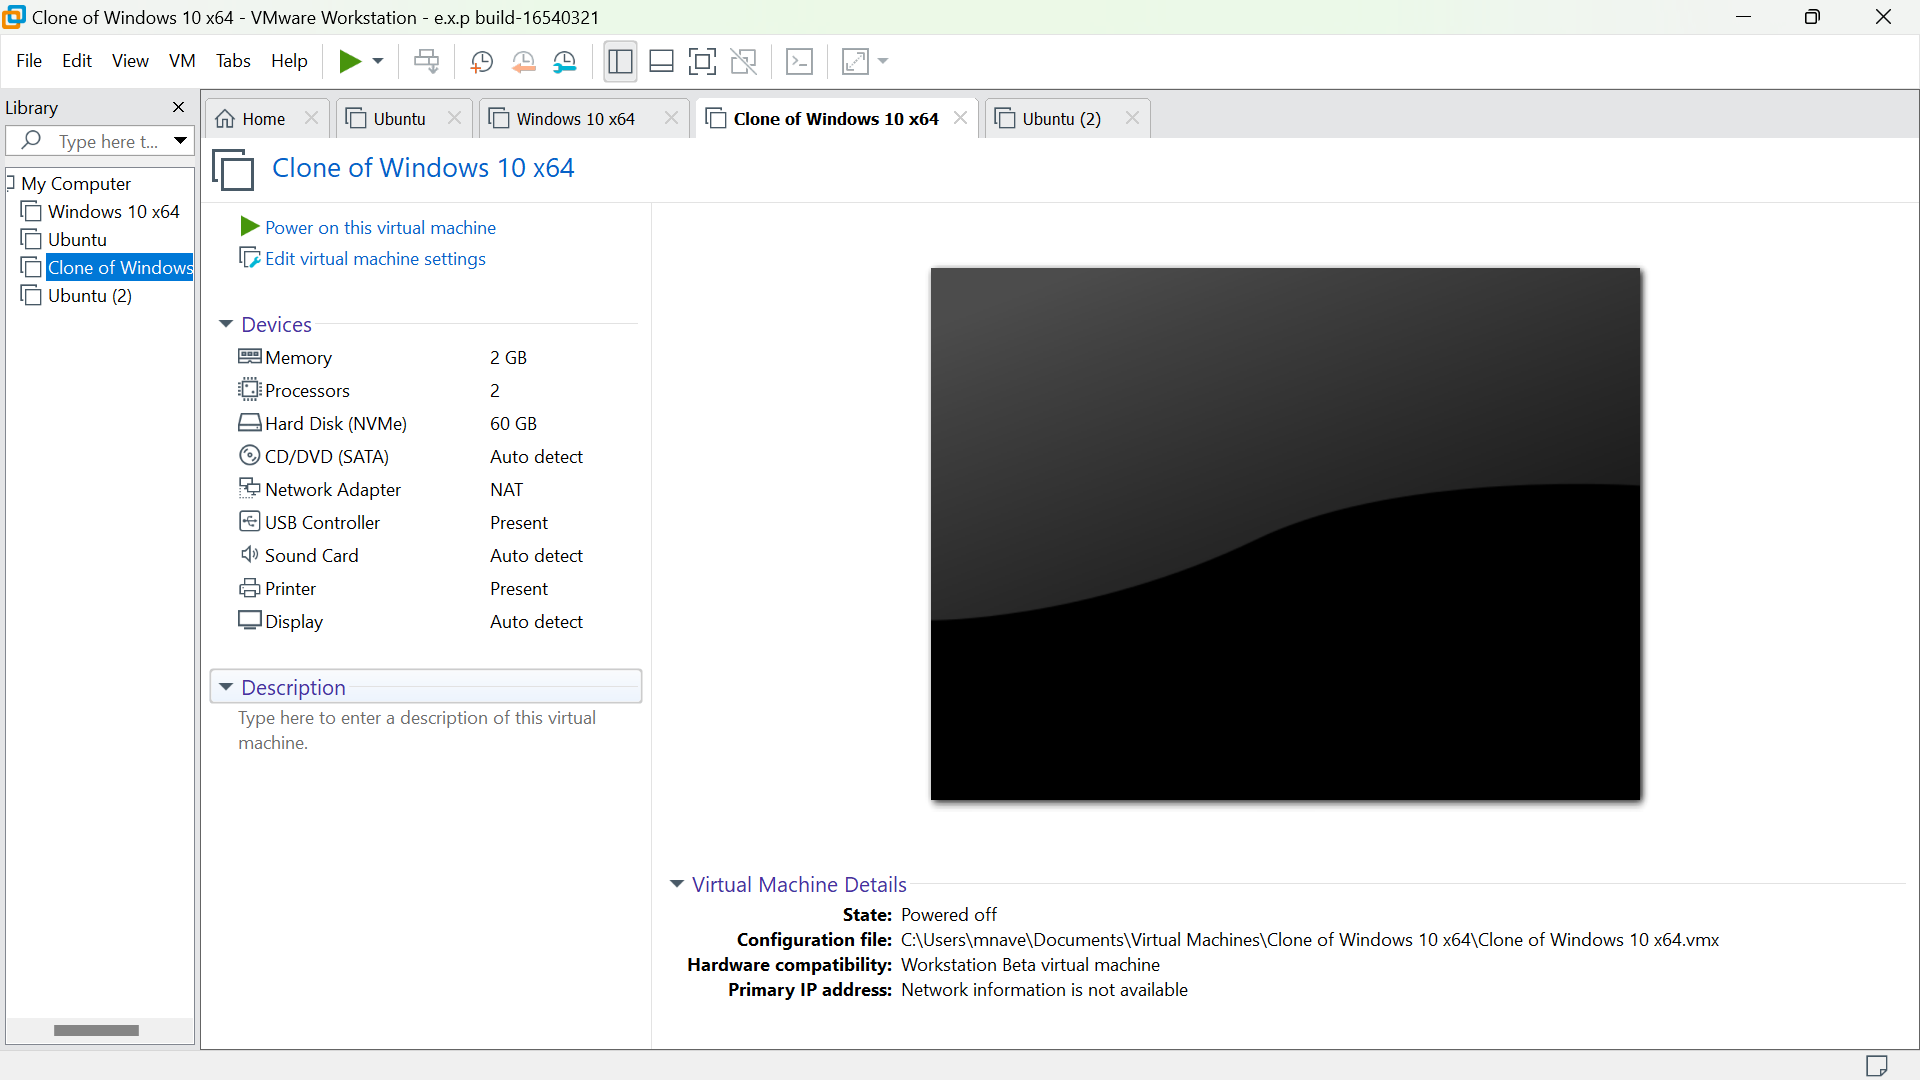 Clone of Windows 10 x64 - VMware Workstation - e.x.p build-16540321
File Edit View VM Tabs Help
Library
Type here t...
My Computer
Windows 10 x64
Ubuntu
Clone of Windows
Ubuntu (2)
Home Ubuntu Windows 10 x64 Clone of Windows 10 x64 Ubuntu (2)
Clone of Windows 10 x64
Power on this virtual machine
Edit virtual machine settings
Devices
Memory 2 GB
Processors 2
Hard Disk (NVMe) 60 GB
CD/DVD (SATA) Auto detect
Network Adapter NAT
USB Controller Present
Sound Card Auto detect
Printer Present
Display Auto detect
Description
Type here to enter a description of this virtual
machine.
Virtual Machine Details
State: Powered off
Configuration file: C:\Users\mnave\Documents\Virtual Machines\Clone of Windows 10 x64\Clone of Windows 10 x64.vmx
Hardware compatibility: Workstation Beta virtual machine
Primary IP address: Network information is not available